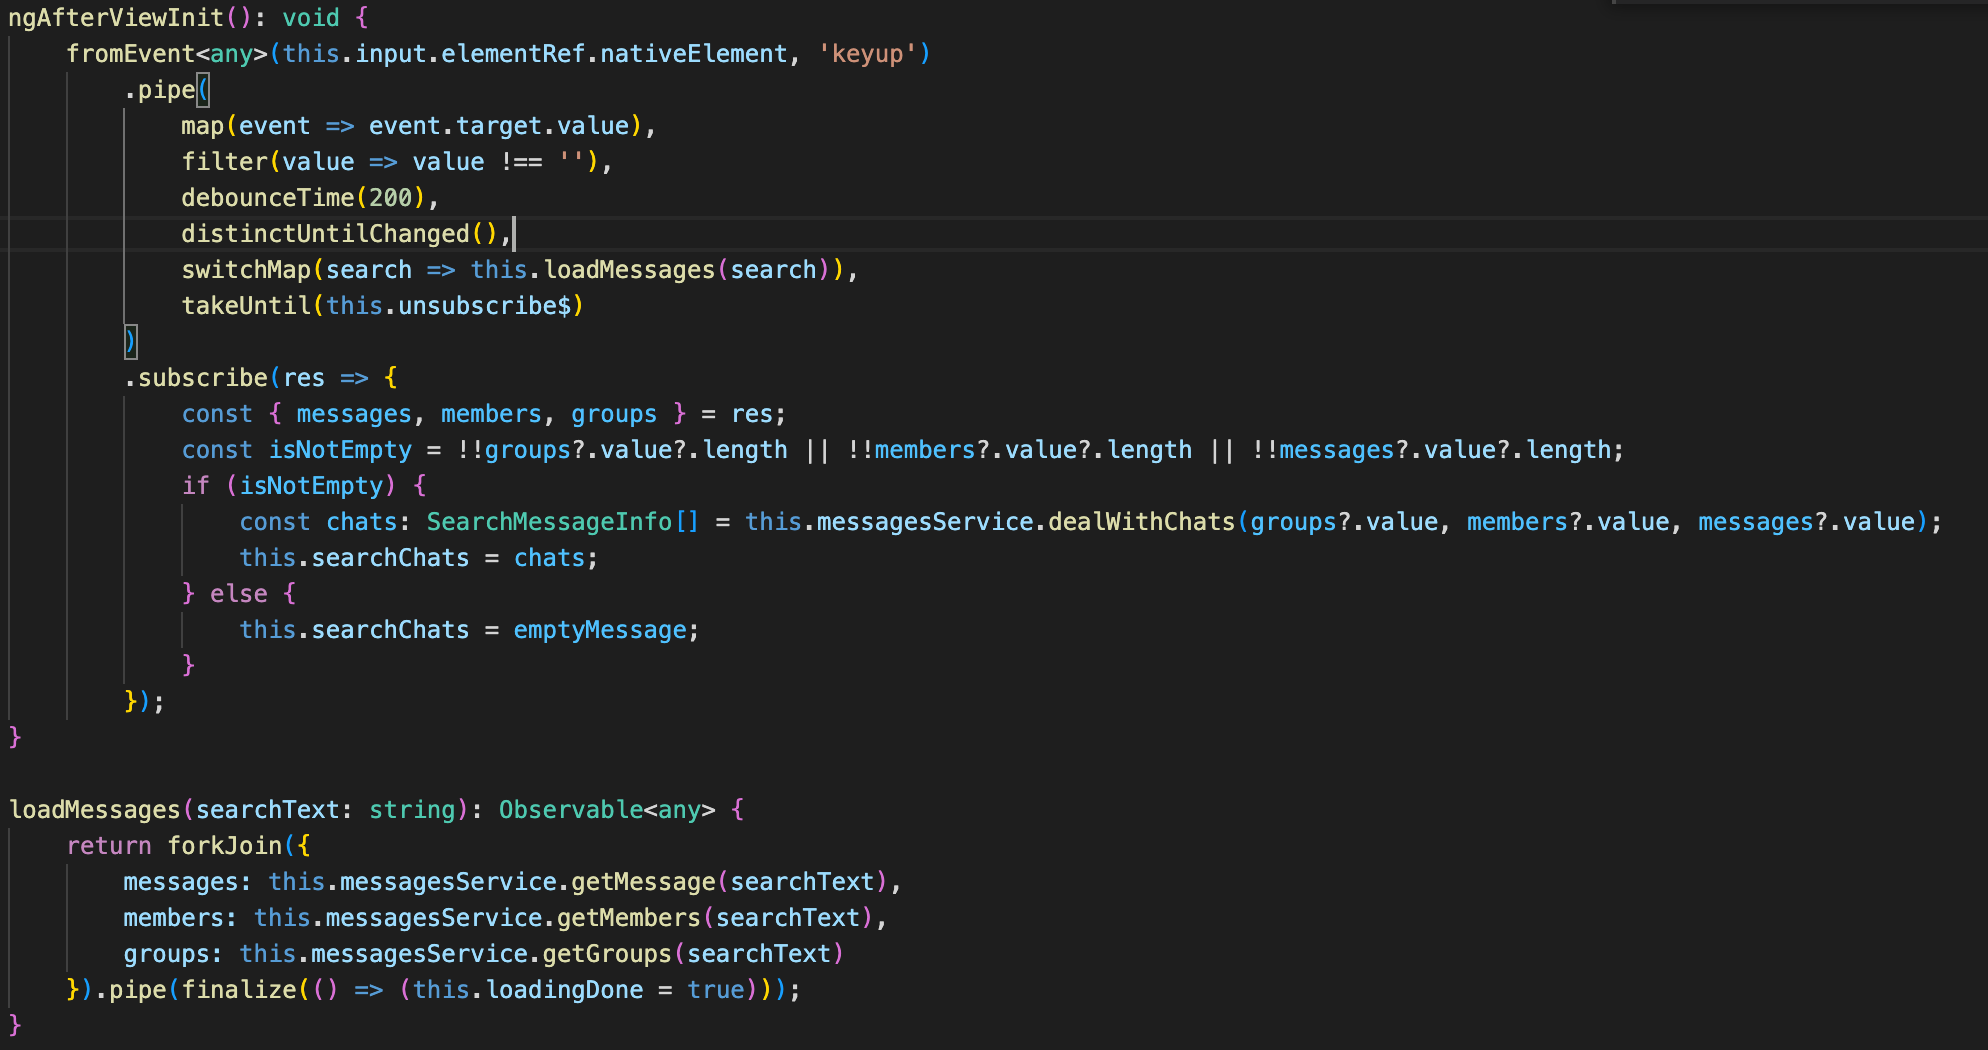 ngAfterViewInit(): void {
    fromEvent<any>(this.input.elementRef.nativeElement, 'keyup')
        .pipe(
            map(event => event.target.value),
            filter(value => value !== ''),
            debounceTime(200),
            distinctUntilChanged(),
            switchMap(search => this.loadMessages(search)),
            takeUntil(this.unsubscribe$)
        )
        .subscribe(res => {
            const { messages, members, groups } = res;
            const isNotEmpty = !!groups?.value?.length || !!members?.value?.length || !!messages?.value?.length;
            if (isNotEmpty) {
                const chats: SearchMessageInfo[] = this.messagesService.dealWithChats(groups?.value, members?.value, messages?.value);
                this.searchChats = chats;
            } else {
                this.searchChats = emptyMessage;
            }
        });
}

loadMessages(searchText: string): Observable<any> {
    return forkJoin({
        messages: this.messagesService.getMessage(searchText),
        members: this.messagesService.getMembers(searchText),
        groups: this.messagesService.getGroups(searchText)
    }).pipe(finalize(() => (this.loadingDone = true)));
}